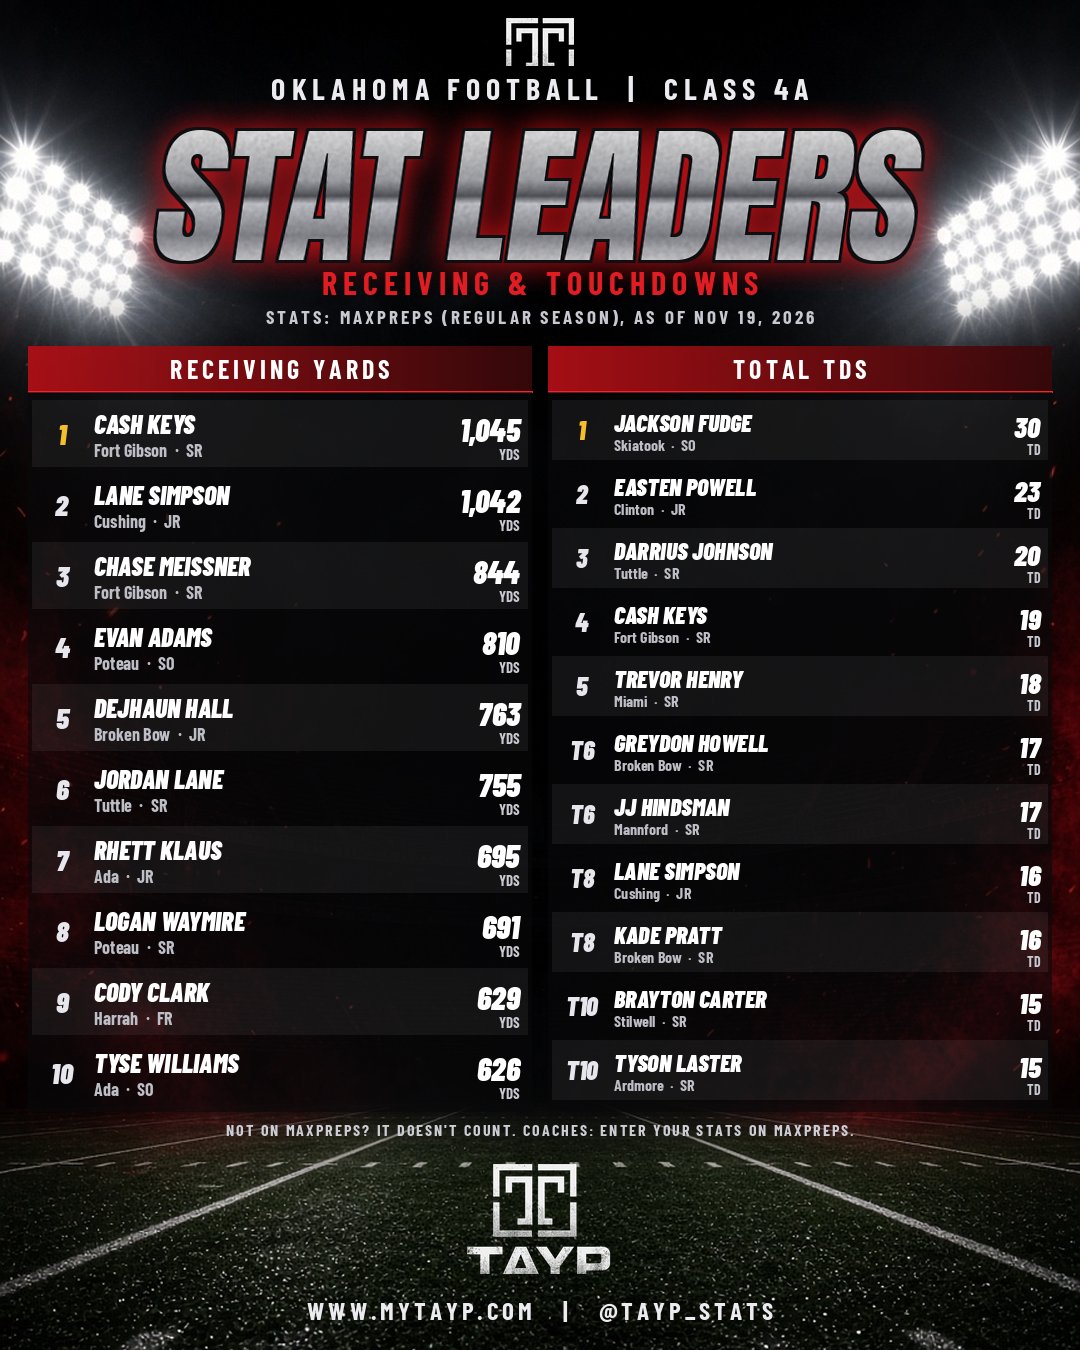 OKLAHOMA FOOTBALL | CLASS 4A
STAT LEADERS
RECEIVING & TOUCHDOWNS
STATS: MAXPREPS (REGULAR SEASON), AS OF NOV 19, 2026
RECEIVING YARDS
1 CASH KEYS 1,045
Fort Gibson · SR YDS
2 LANE SIMPSON 1,042
Cushing · JR YDS
3 CHASE MEISSNER 844
Fort Gibson · SR YDS
4 EVAN ADAMS 810
Poteau · SO YDS
5 DEJHAUN HALL 763
Broken Bow · JR YDS
6 JORDAN LANE 755
Tuttle · SR YDS
7 RHETT KLAUS 695
Ada · JR YDS
8 LOGAN WAYMIRE 691
Poteau · SR YDS
9 CODY CLARK 629
Harrah · FR YDS
10 TYSE WILLIAMS 626
Ada · SO YDS
TOTAL TDS
1 JACKSON FUDGE 30
Skiatook · SO TD
2 EASTEN POWELL 23
Clinton · JR TD
3 DARRIUS JOHNSON 20
Tuttle · SR TD
4 CASH KEYS 19
Fort Gibson · SR TD
5 TREVOR HENRY 18
Miami · SR TD
T6 GREYDON HOWELL 17
Broken Bow · SR TD
T6 JJ HINDSMAN 17
Mannford · SR TD
T8 LANE SIMPSON 16
Cushing · JR TD
T8 KADE PRATT 16
Broken Bow · SR TD
T10 BRAYTON CARTER 15
Stilwell · SR TD
T10 TYSON LASTER 15
Ardmore · SR TD
NOT ON MAXPREPS? IT DOESN'T COUNT. COACHES: ENTER YOUR STATS ON MAXPREPS.
TAYP
WWW.MYTAYP.COM | @TAYP_STATS